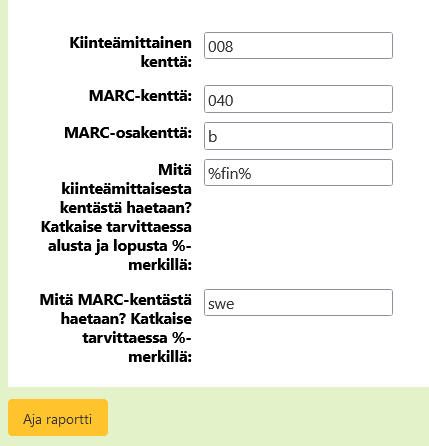 Kiinteämittainen
kenttä:
008
MARC-kenttä:
040
MARC-osakenttä:
b
Mitä
kiinteämittaisesta
kentästä haetaan?
Katkaise tarvittaessa
alusta ja lopusta %-
merkillä:
%fin%
Mitä MARC-kentästä
haetaan? Katkaise
tarvittaessa %-
merkillä:
swe
Aja raportti